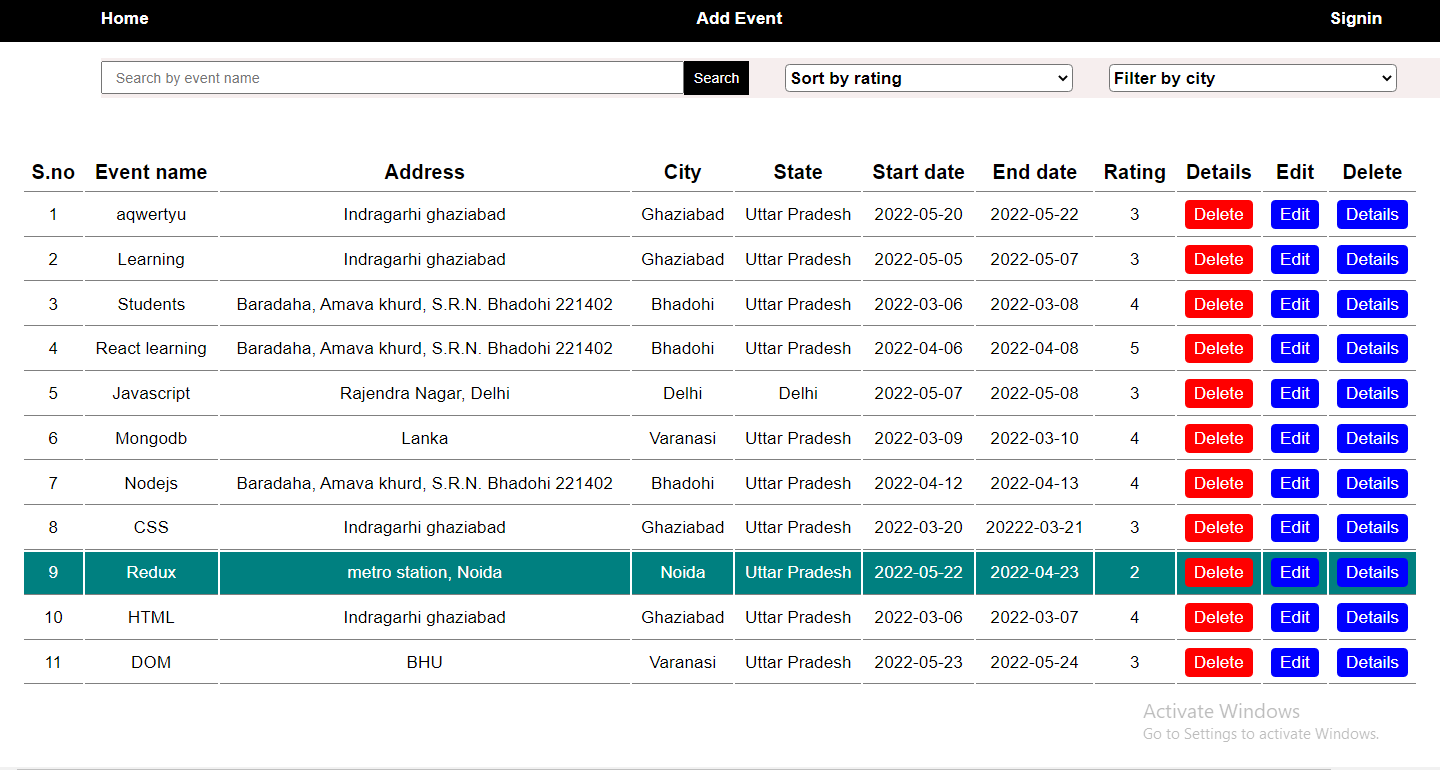 Home Add Event Signin
Search by event name Search Sort by rating Filter by city
S.no Event name Address City State Start date End date Rating Details Edit Delete
1 aqwertyu Indragarhi ghaziabad Ghaziabad Uttar Pradesh 2022-05-20 2022-05-22 3 Delete Edit Details
2 Learning Indragarhi ghaziabad Ghaziabad Uttar Pradesh 2022-05-05 2022-05-07 3 Delete Edit Details
3 Students Baradaha, Amava khurd, S.R.N. Bhadohi 221402 Bhadohi Uttar Pradesh 2022-03-06 2022-03-08 4 Delete Edit Details
4 React learning Baradaha, Amava khurd, S.R.N. Bhadohi 221402 Bhadohi Uttar Pradesh 2022-04-06 2022-04-08 5 Delete Edit Details
5 Javascript Rajendra Nagar, Delhi Delhi Delhi 2022-05-07 2022-05-08 3 Delete Edit Details
6 Mongodb Lanka Varanasi Uttar Pradesh 2022-03-09 2022-03-10 4 Delete Edit Details
7 Nodejs Baradaha, Amava khurd, S.R.N. Bhadohi 221402 Bhadohi Uttar Pradesh 2022-04-12 2022-04-13 4 Delete Edit Details
8 CSS Indragarhi ghaziabad Ghaziabad Uttar Pradesh 2022-03-20 20222-03-21 3 Delete Edit Details
9 Redux metro station, Noida Noida Uttar Pradesh 2022-05-22 2022-04-23 2 Delete Edit Details
10 HTML Indragarhi ghaziabad Ghaziabad Uttar Pradesh 2022-03-06 2022-03-07 4 Delete Edit Details
11 DOM BHU Varanasi Uttar Pradesh 2022-05-23 2022-05-24 3 Delete Edit Details
Activate Windows
Go to Settings to activate Windows.